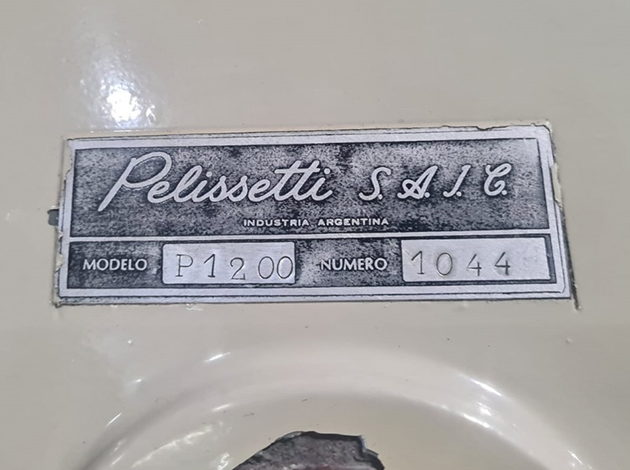 Pelissetti S.A.I.C.
INDUSTRIA ARGENTINA
MODELO P1200 NUMERO 1044